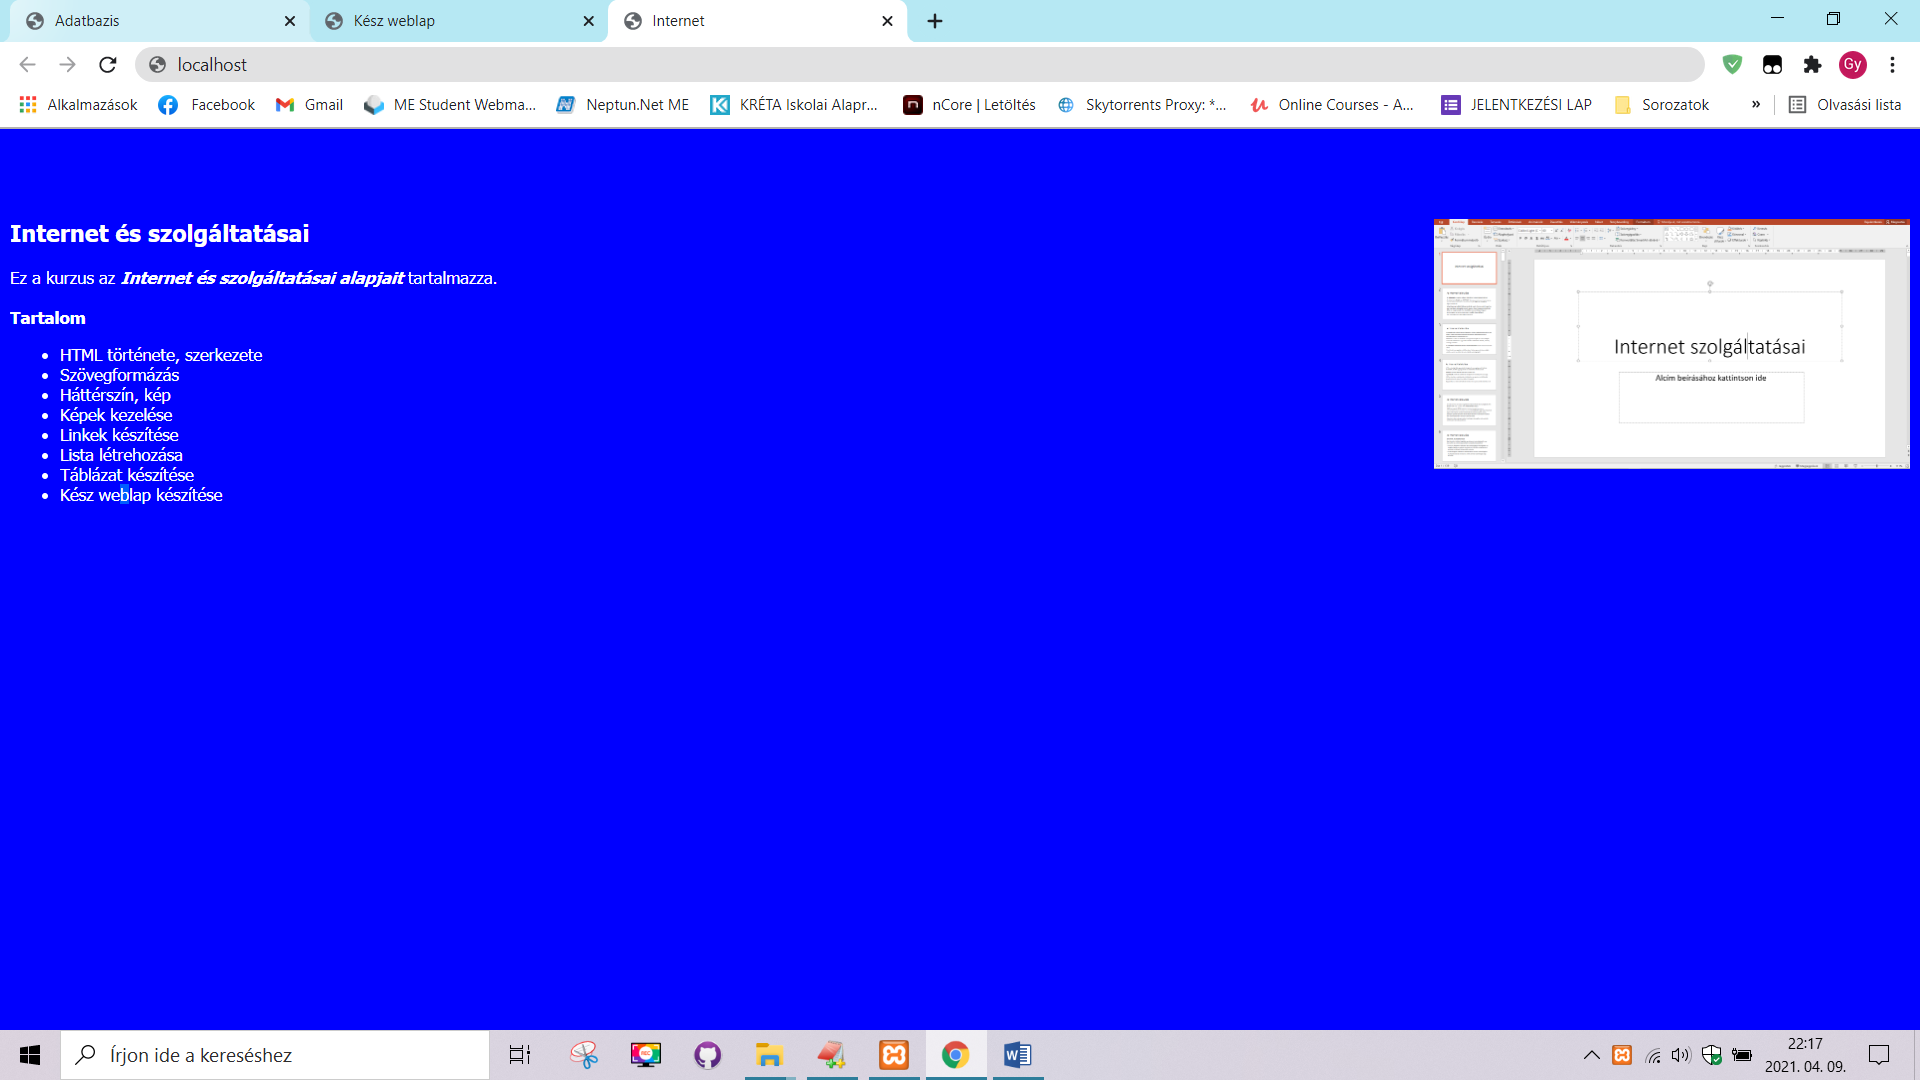 Adatbazis
Kész weblap
Internet
localhost
Gy
Alkalmazások
Facebook
Gmail
ME Student Webma...
Neptun.Net ME
KRÉTA Iskolai Alapr...
nCore | Letöltés
Skytorrents Proxy: *...
Online Courses - A...
JELENTKEZÉSI LAP
Sorozatok
»
Olvasási lista
Internet és szolgáltatásai
Ez a kurzus az Internet és szolgáltatásai alapjait tartalmazza.
Tartalom
• HTML története, szerkezete
• Szövegformázás
• Háttérszín, kép
• Képek kezelése
• Linkek készítése
• Lista létrehozása
• Táblázat készítése
• Kész weblap készítése
Internet szolgáltatásai
Alcím beírásához kattintson ide
Írjon ide a kereséshez
22:17
2021. 04. 09.